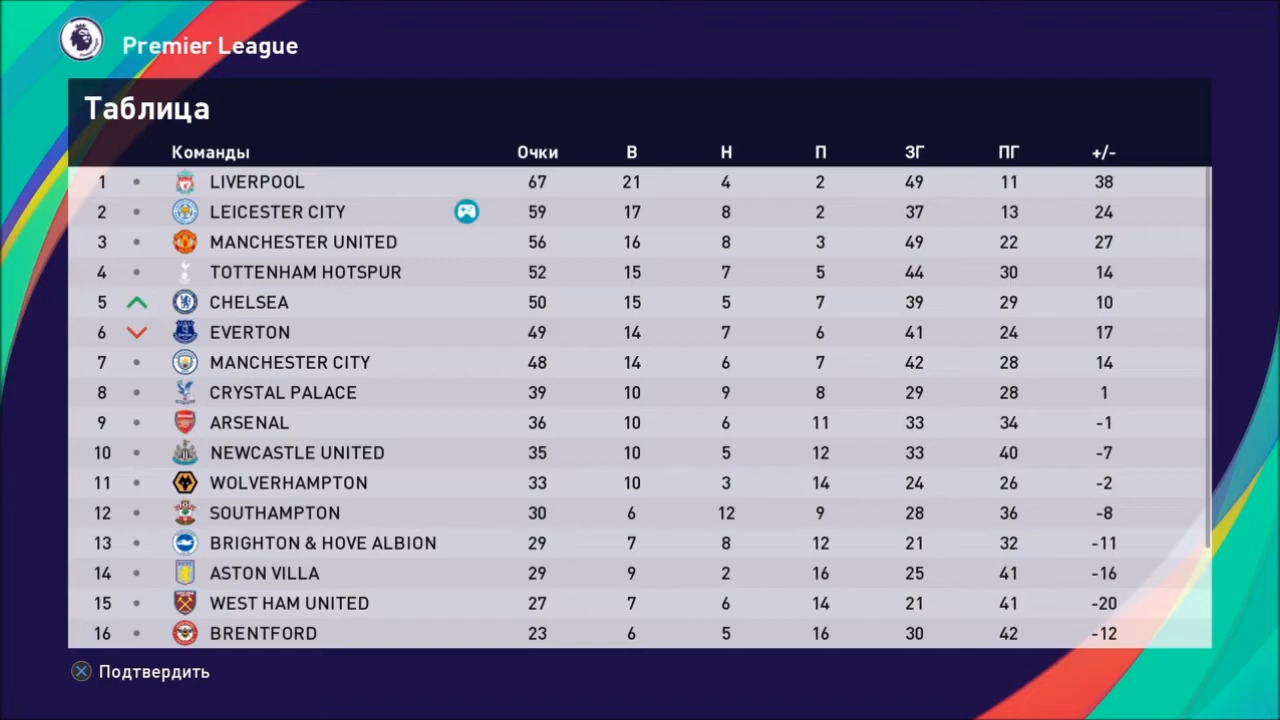 Premier League
Таблица
Команды Очки В Н П ЗГ ПГ +/-
1 LIVERPOOL 67 21 4 2 49 11 38
2 LEICESTER CITY 59 17 8 2 37 13 24
3 MANCHESTER UNITED 56 16 8 3 49 22 27
4 TOTTENHAM HOTSPUR 52 15 7 5 44 30 14
5 CHELSEA 50 15 5 7 39 29 10
6 EVERTON 49 14 7 6 41 24 17
7 MANCHESTER CITY 48 14 6 7 42 28 14
8 CRYSTAL PALACE 39 10 9 8 29 28 1
9 ARSENAL 36 10 6 11 33 34 -1
10 NEWCASTLE UNITED 35 10 5 12 33 40 -7
11 WOLVERHAMPTON 33 10 3 14 24 26 -2
12 SOUTHAMPTON 30 6 12 9 28 36 -8
13 BRIGHTON & HOVE ALBION 29 7 8 12 21 32 -11
14 ASTON VILLA 29 9 2 16 25 41 -16
15 WEST HAM UNITED 27 7 6 14 21 41 -20
16 BRENTFORD 23 6 5 16 30 42 -12
Подтвердить